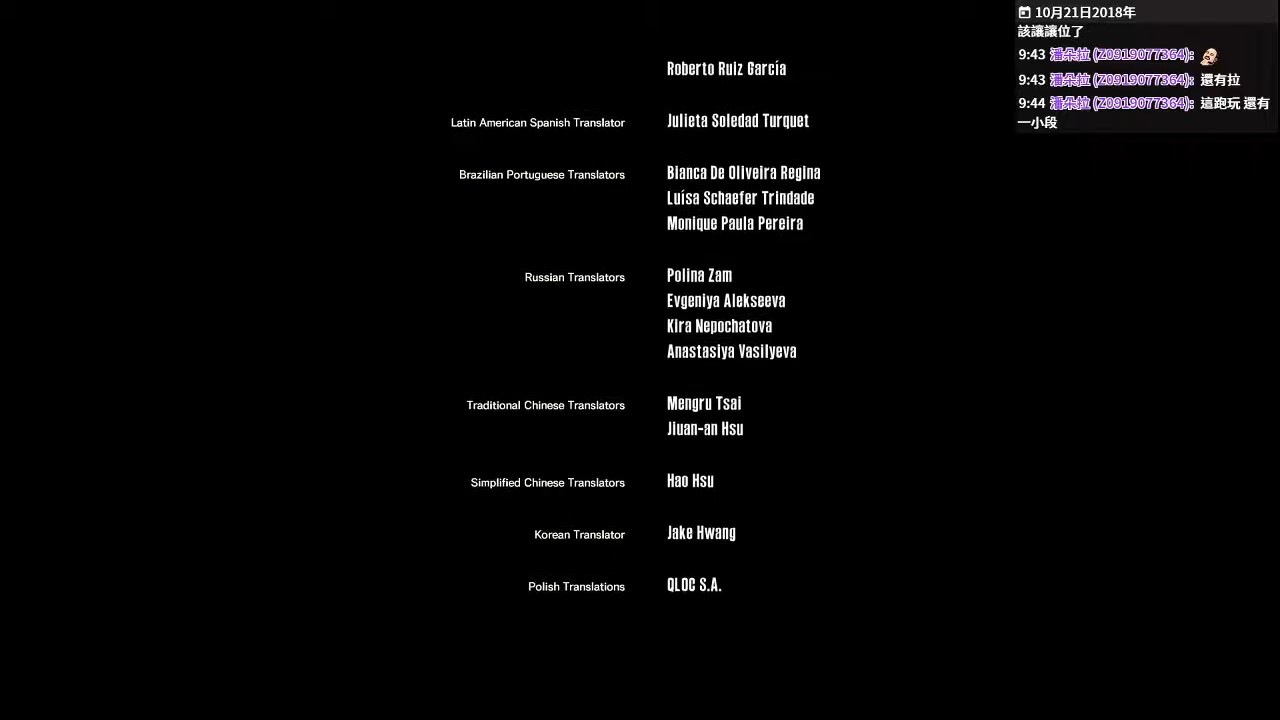 Roberto Ruiz García
Latin American Spanish Translator Julieta Soledad Turquet
Brazilian Portuguese Translators Bianca De Oliveira Regina
Luísa Schaefer Trindade
Monique Paula Pereira
Russian Translators Polina Zam
Evgeniya Alekseeva
Kira Nepochatova
Anastasiya Vasilyeva
Traditional Chinese Translators Mengru Tsai
Jiuan-an Hsu
Simplified Chinese Translators Hao Hsu
Korean Translator Jake Hwang
Polish Translations QLOC S.A.
10月21日2018年
該讓讓位了
9:43 潘朵拉 (Z0919077364):
9:43 潘朵拉 (Z0919077364): 還有拉
9:44 潘朵拉 (Z0919077364): 這跑玩 還有
一小段